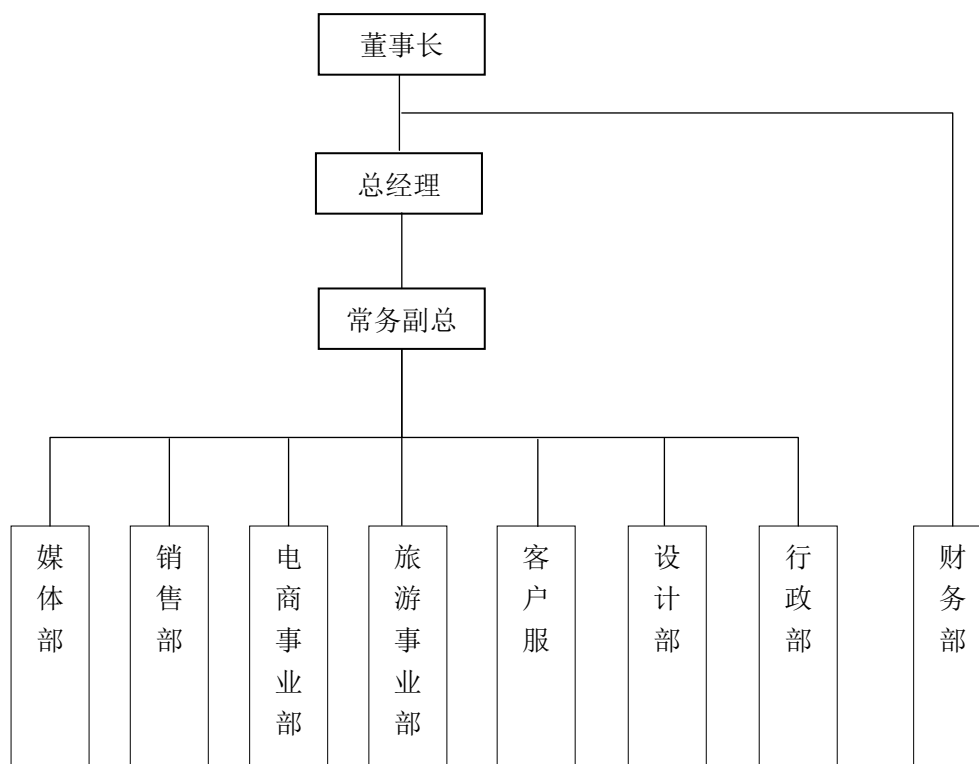 董事长
总经理
常务副总
媒体部
销售部
电商事业部
旅游事业部
客户服
设计部
行政部
财务部